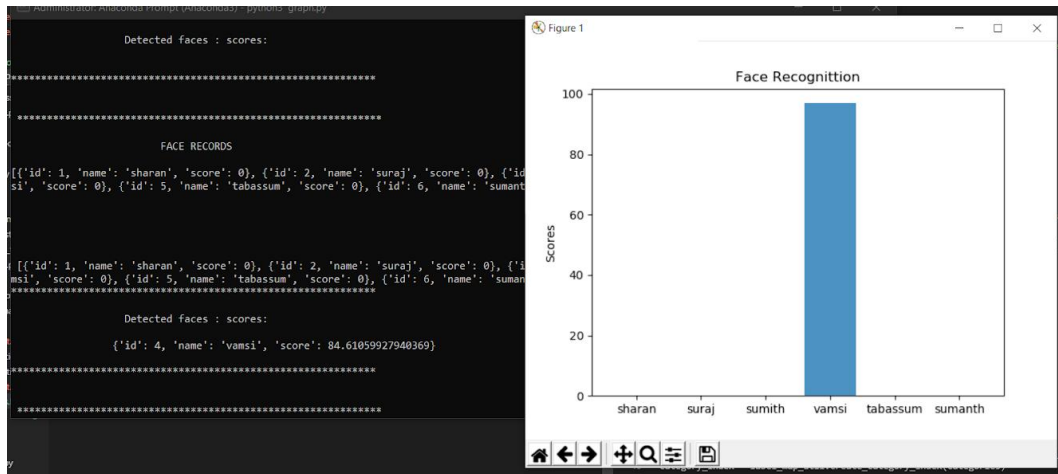 Administrator: Anaconda Prompt (Anaconda3) - python3 graph.py
Detected faces : scores:
*************************************************************
*************************************************************
FACE RECORDS
[{'id': 1, 'name': 'sharan', 'score': 0}, {'id': 2, 'name': 'suraj', 'score': 0}, {'id
si', 'score': 0}, {'id': 5, 'name': 'tabassum', 'score': 0}, {'id': 6, 'name': 'sumant
[{'id': 1, 'name': 'sharan', 'score': 0}, {'id': 2, 'name': 'suraj', 'score': 0}, {'i
msi', 'score': 0}, {'id': 5, 'name': 'tabassum', 'score': 0}, {'id': 6, 'name': 'suman
*************************************************************
Detected faces : scores:
{'id': 4, 'name': 'vamsi', 'score': 84.61059927940369}
*************************************************************
*************************************************************
Figure 1
Face Recognittion
Scores
100
80
60
40
20
0
sharan suraj sumith vamsi tabassum sumanth